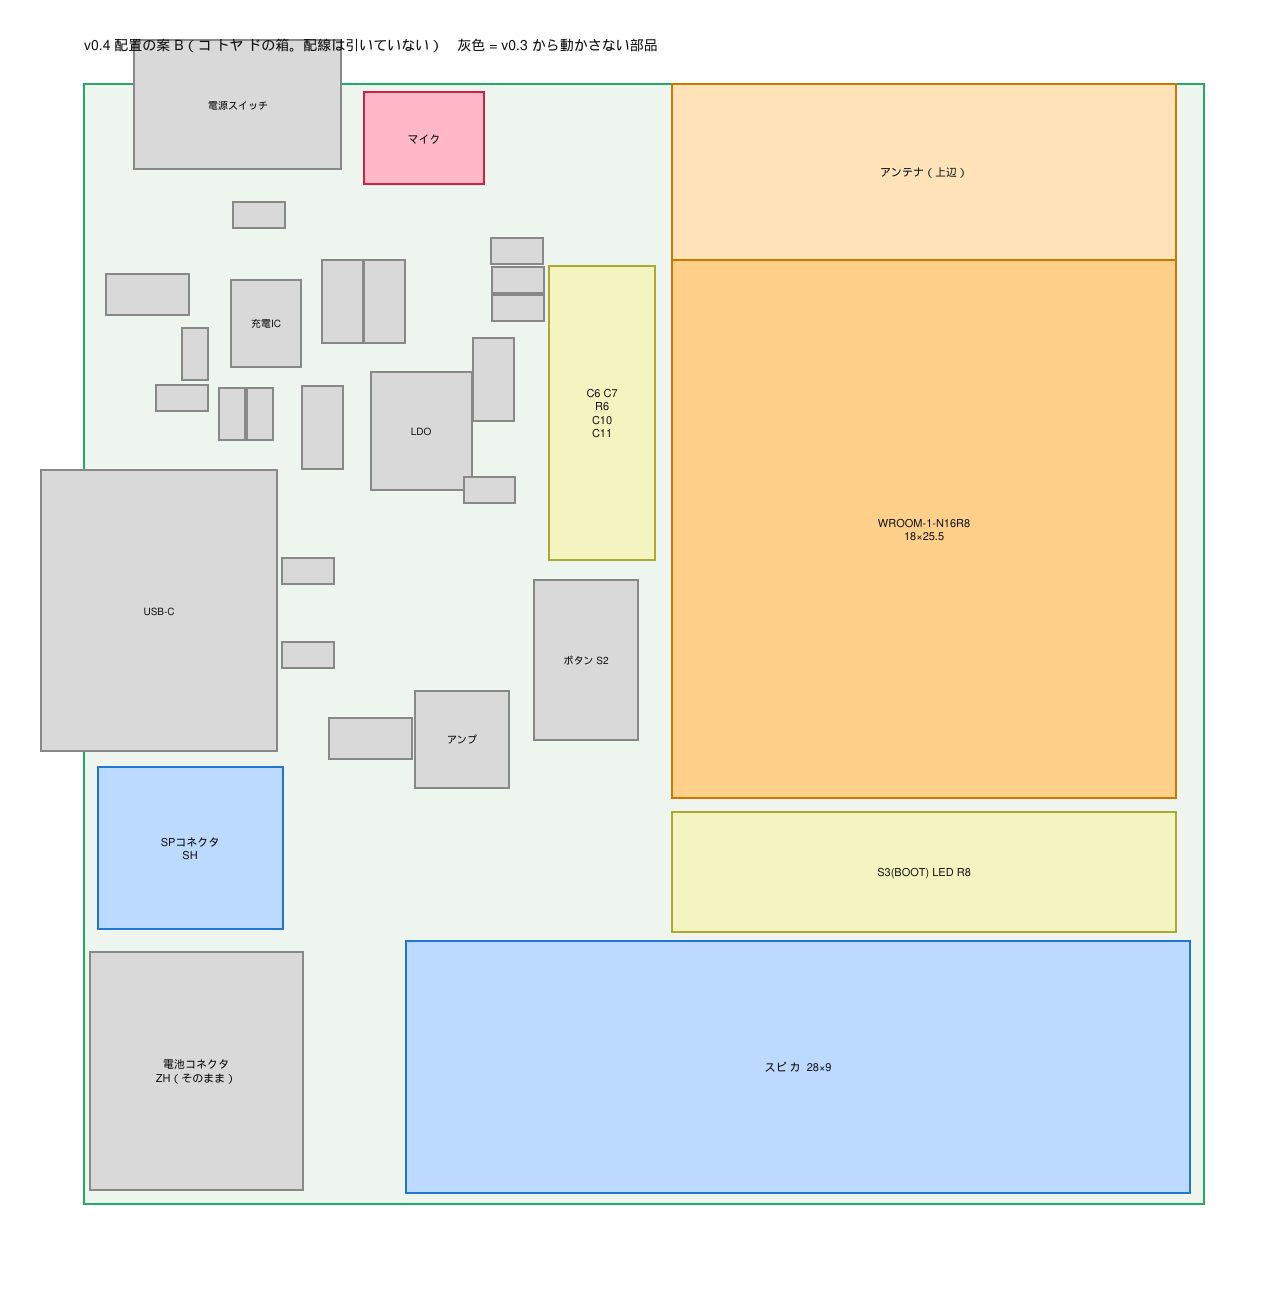 v0.4 配置の案 B（コ トヤ ドの箱。配線は引いていない） 灰色 = v0.3 から動かさない部品
電源スイッチ
マイク
アンテナ（上辺）
充電IC
C6 C7
R6
C10
C11
LDO
WROOM-1-N16R8
18×25.5
USB-C
ボタン S2
アンプ
SPコネクタ
SH
S3(BOOT) LED R8
電池コネクタ
ZH（そのまま）
スピ カ 28×9